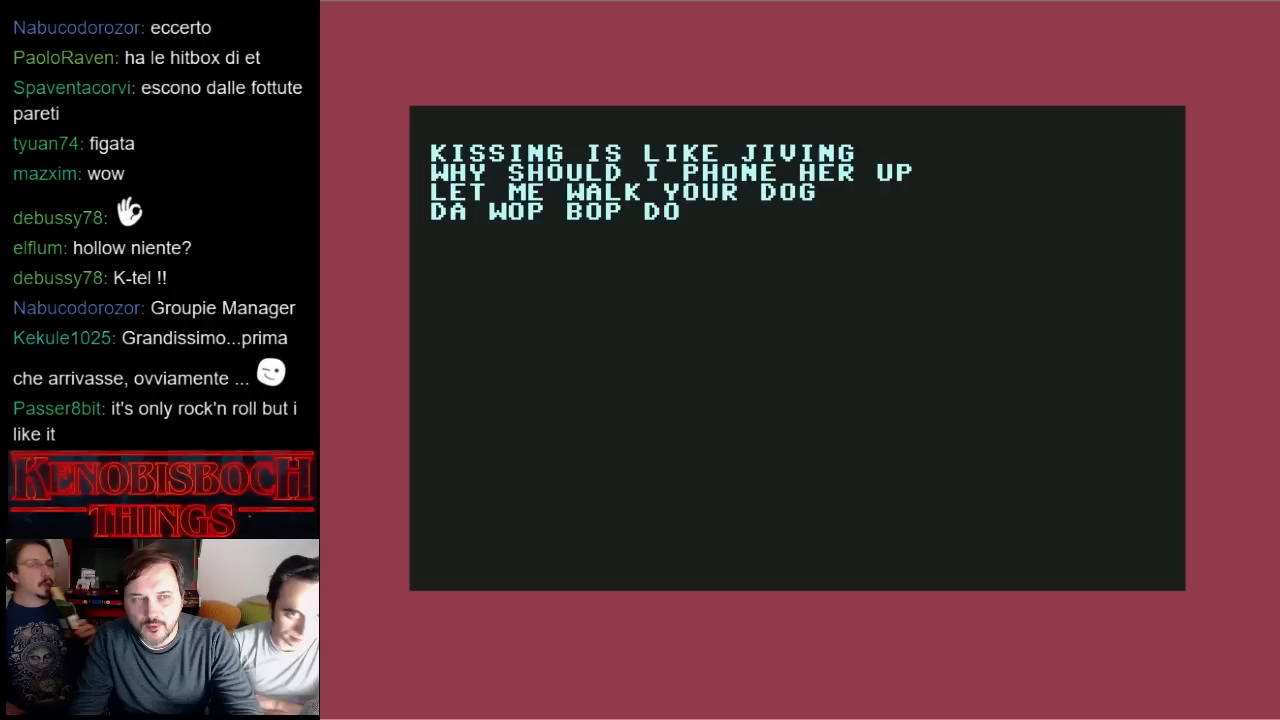 Nabucodorozor: eccerto
PaoloRaven: ha le hitbox di et
Spaventacorvi: escono dalle fottute
pareti
tyuan74: figata
mazxim: wow
debussy78:
elflum: hollow niente?
debussy78: K-tel !!
Nabucodorozor: Groupie Manager
Kekule1025: Grandissimo...prima
che arrivasse, ovviamente ...
Passer8bit: it's only rock'n roll but i
like it
KENOBISBOCH
THINGS
KISSING IS LIKE JIVING
WHY SHOULD I PHONE HER UP
LET ME WALK YOUR DOG
DA WOP BOP DO